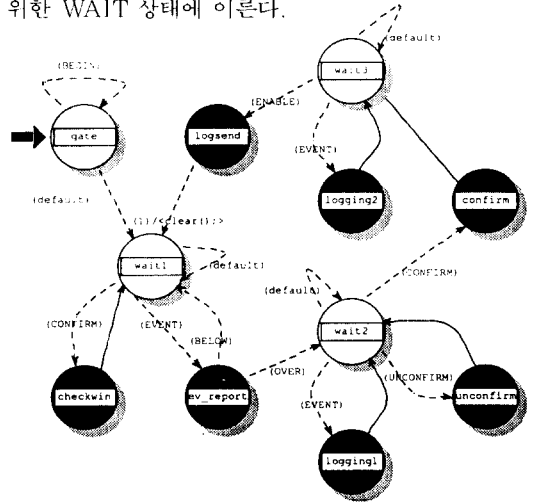 위한 WAIT 상태에 이른다.
(default)
(BEGIN)
wait3
(ENABLE)
gate
logsend
(EVENT)
logging2
confirm
(default)
(1)/<clear();>
wait1
(default)
(default)
(CONFIRM)
(CONFIRM)
(EVENT)
(BELOW)
wait2
(OVER)
(UNCONFIRM)
checkwin
ev_report
(EVENT)
unconfirm
logging1